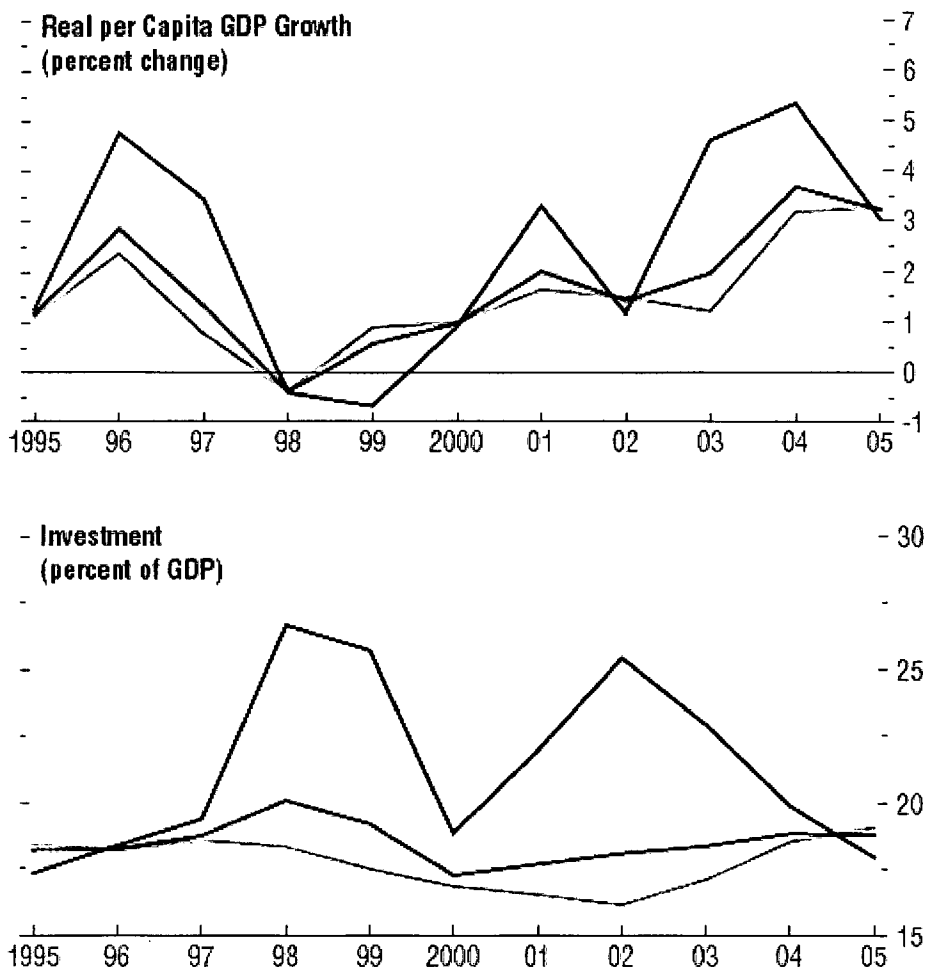 Real per Capita GDP Growth
(percent change)
7
6
5
4
3
2
1
0
-1
1995 96 97 98 99 2000 01 02 03 04 05
Investment
(percent of GDP)
30
25
20
15
1995 96 97 98 99 2000 01 02 03 04 05